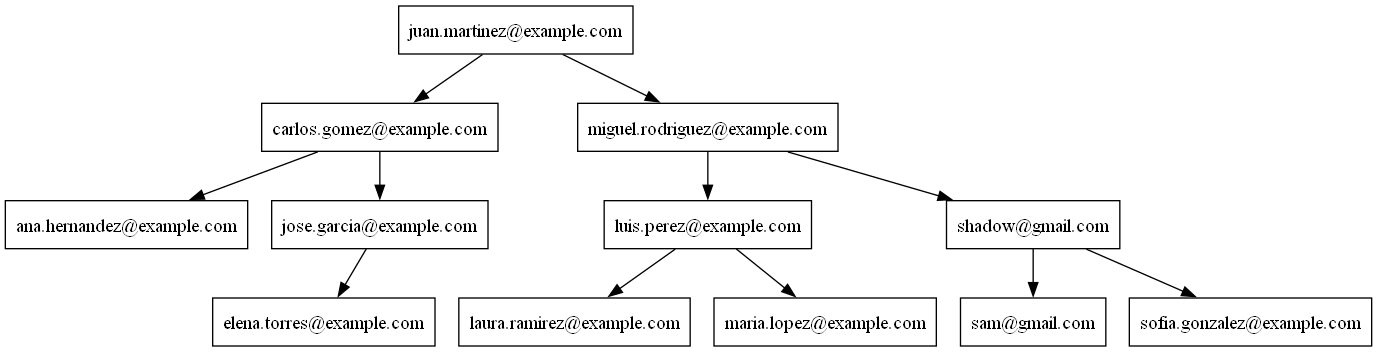 juan.martinez@example.com
carlos.gomez@example.com
miguel.rodriguez@example.com
ana.hernandez@example.com
jose.garcia@example.com
luis.perez@example.com
shadow@gmail.com
elena.torres@example.com
laura.ramirez@example.com
maria.lopez@example.com
sam@gmail.com
sofia.gonzalez@example.com